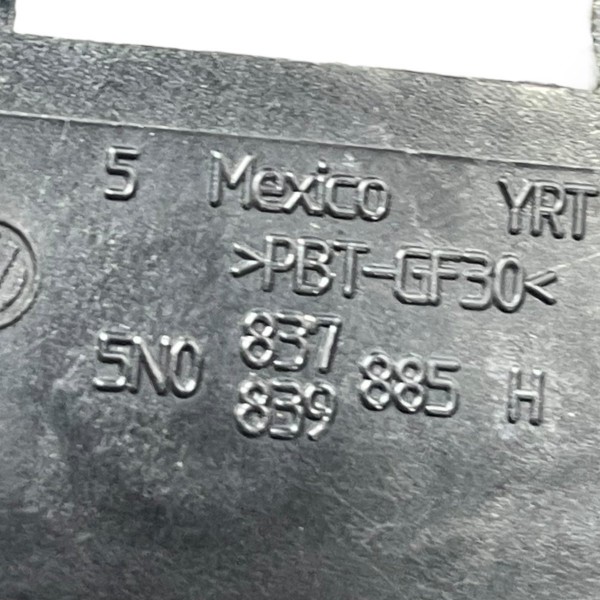 5 Mexico YRT
>PBT-GF30<
837
5N0 885 H
839